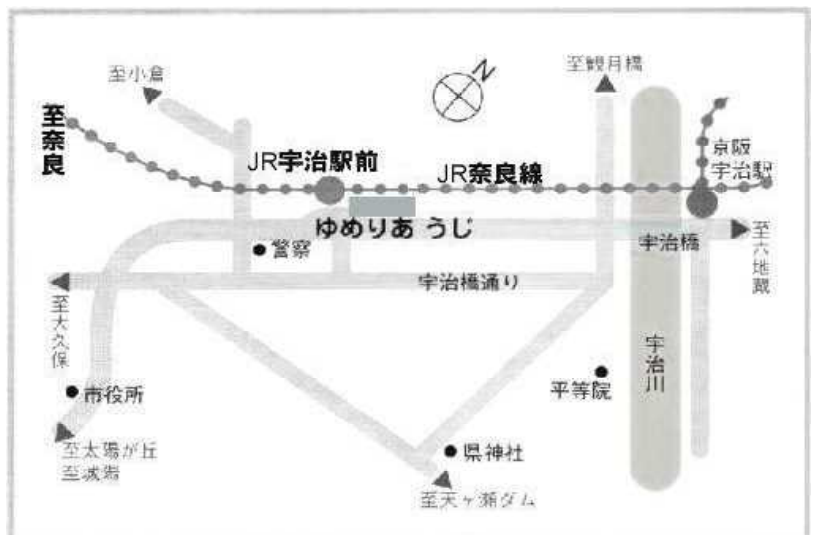 至小倉
N
至観月橋
至奈良
京阪
宇治駅
JR宇治駅前
JR奈良線
ゆめりあ うじ
警察
宇治橋
至六地蔵
宇治橋通り
至大久保
宇治川
平等院
市役所
県神社
至太陽が丘
至城陽
至天ヶ瀬ダム